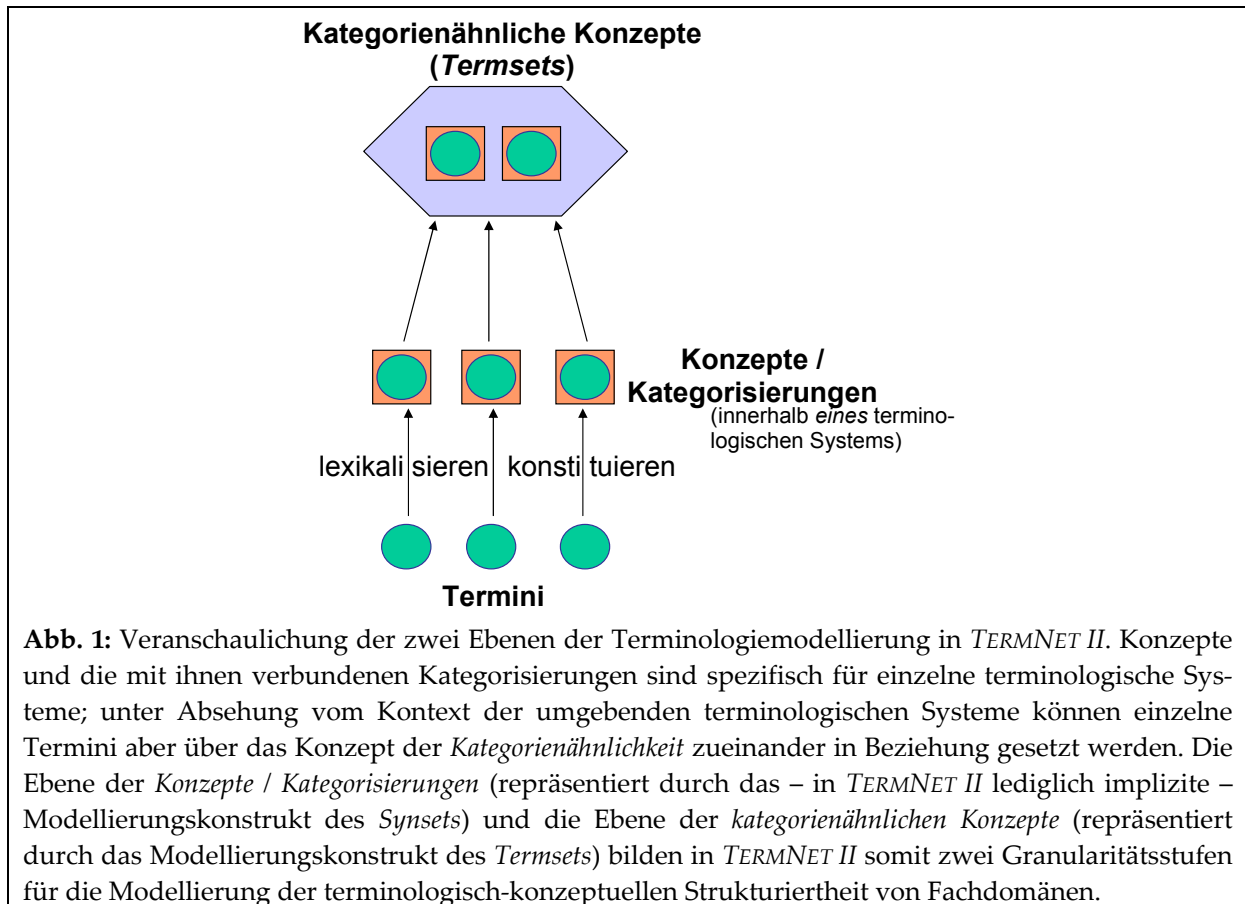 Kategorienähnliche Konzepte
(Termsets)
Konzepte /
Kategorisierungen
(innerhalb eines termino-
logischen Systems)
lexikali sieren konsti tuieren
Termini
Abb. 1: Veranschaulichung der zwei Ebenen der Terminologiemodellierung in TERMNET II. Konzepte
und die mit ihnen verbundenen Kategorisierungen sind spezifisch für einzelne terminologische Sys-
teme; unter Absehung vom Kontext der umgebenden terminologischen Systeme können einzelne
Termini aber über das Konzept der Kategorienähnlichkeit zueinander in Beziehung gesetzt werden. Die
Ebene der Konzepte / Kategorisierungen (repräsentiert durch das – in TERMNET II lediglich implizite –
Modellierungskonstrukt des Synsets) und die Ebene der kategorienähnlichen Konzepte (repräsentiert
durch das Modellierungskonstrukt des Termsets) bilden in TERMNET II somit zwei Granularitätsstufen
für die Modellierung der terminologisch-konzeptuellen Strukturiertheit von Fachdomänen.